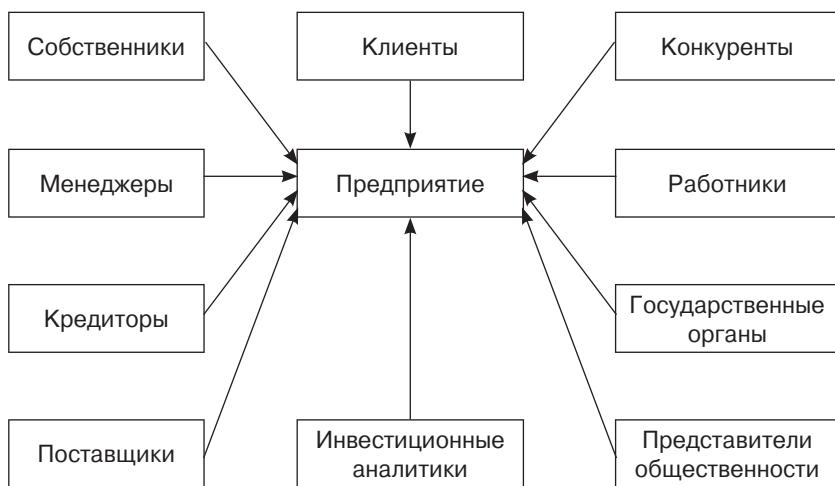 Собственники
Клиенты
Конкуренты
Менеджеры
Предприятие
Работники
Кредиторы
Государственные
органы
Поставщики
Инвестиционные
аналитики
Представители
общественности